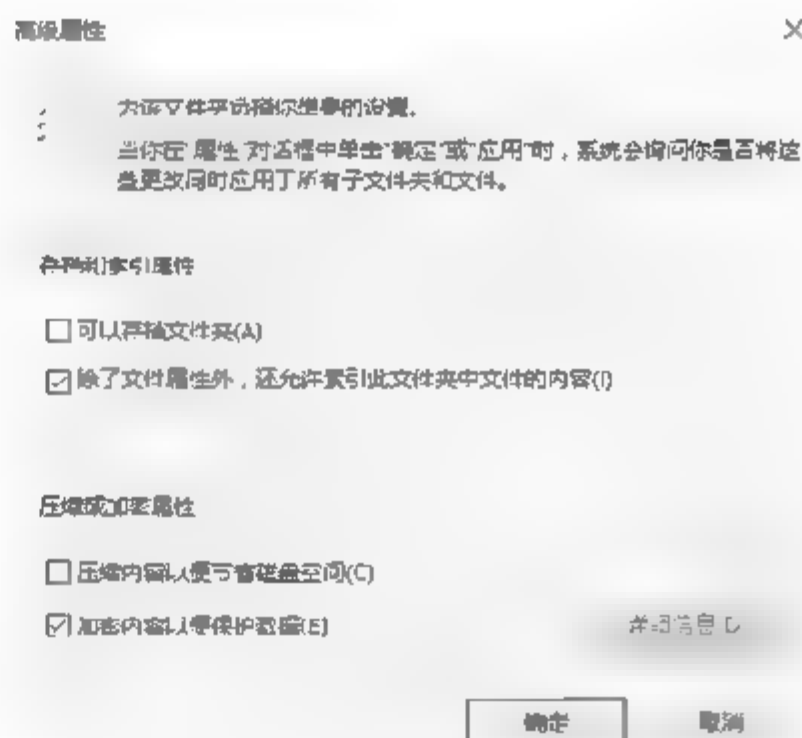 高级属性
为该文件夹选择你想要的设置。
当你在"属性"对话框中单击"确定"或"应用"时，系统会询问你是否将这
些更改同时应用于所有子文件夹和文件。
存档和索引属性
可以存档文件夹(A)
除了文件属性外，还允许索引此文件夹中文件的内容(I)
压缩或加密属性
压缩内容以便节省磁盘空间(C)
加密内容以便保护数据(E)
详细信息 D
确定
取消